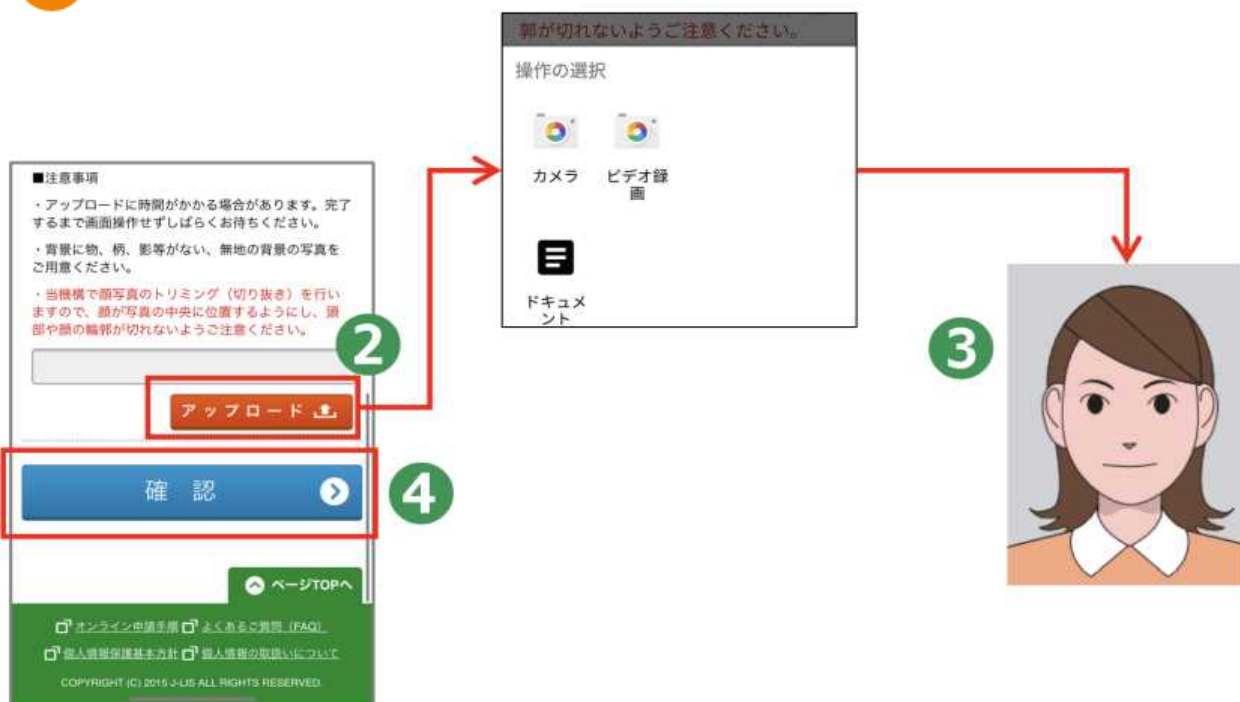 郭が切れないようご注意ください。
操作の選択
カメラ
ビデオ録
画
ドキュメ
ント
■注意事項
・アップロードに時間がかかる場合があります。完了
するまで画面操作せずしばらくお待ちください。
・背景に物、柄、影等がない、無地の背景の写真を
ご用意ください。
・当機構で顔写真のトリミング（切り抜き）を行い
ますので、顔が写真の中央に位置するようにし、頭
部や顔の輪郭が切れないようご注意ください。
2
アップロード
3
確認
4
ページTOPへ
オンライン申請手順 よくあるご質問（FAQ）
個人情報保護基本方針 個人情報の取扱いについて
COPYRIGHT (C) 2015 J-LIS ALL RIGHTS RESERVED.